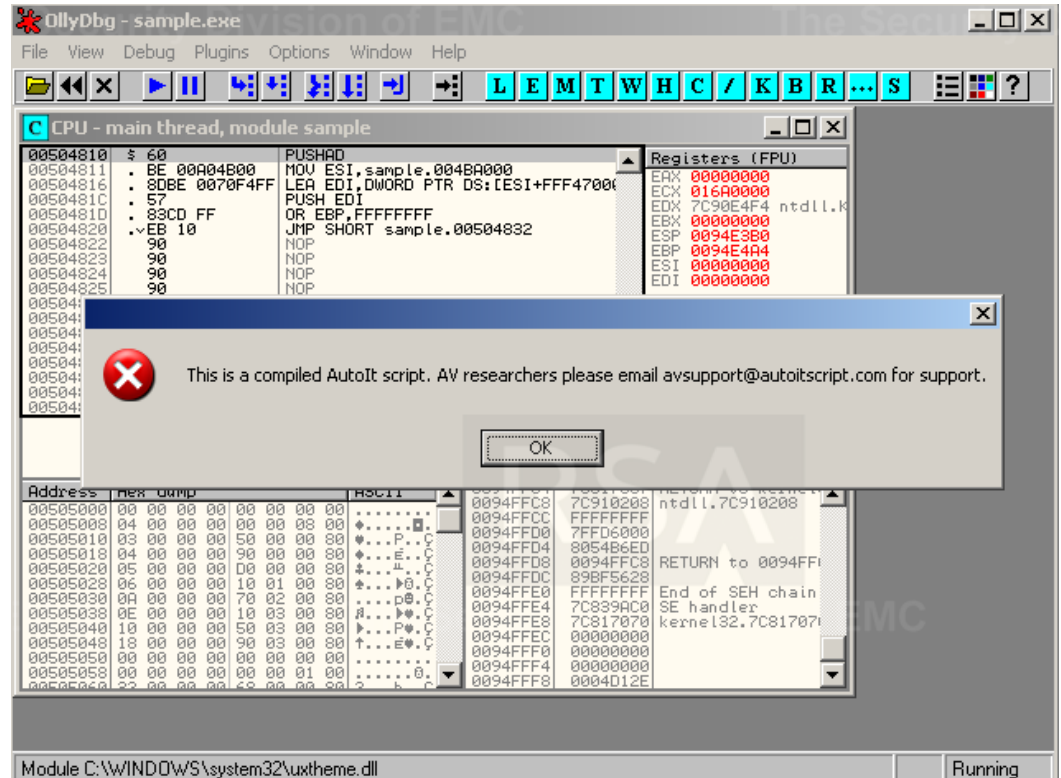 OllyDbg - sample.exe
File View Debug Plugins Options Window Help
L E M T W H C / K B R ... S ?
C CPU - main thread, module sample
00504810 $ 60 PUSHAD
00504811 . BE 00A04B00 MOV ESI,sample.004BA000
00504816 . 8DBE 0070F4FF LEA EDI,DWORD PTR DS:[ESI+FFF47000
0050481C . 57 PUSH EDI
0050481D . 83CD FF OR EBP,FFFFFFFF
00504820 .vEB 10 JMP SHORT sample.00504832
00504822 90 NOP
00504823 90 NOP
00504824 90 NOP
00504825 90 NOP
Registers (FPU)
EAX 00000000
ECX 016A0000
EDX 7C90E4F4 ntdll.K
EBX 00000000
ESP 0094E3B0
EBP 0094E4A4
ESI 00000000
EDI 00000000
This is a compiled AutoIt script. AV researchers please email avsupport@autoitscript.com for support.
OK
RSA
Address Hex dump ASCII
00505000 00 00 00 00 00 00 00 00
00505008 04 00 00 00 00 00 08 00
00505010 03 00 00 00 50 00 00 80
00505018 04 00 00 00 90 00 00 80
00505020 05 00 00 00 D0 00 00 80
00505028 06 00 00 00 10 01 00 80
00505030 0A 00 00 00 70 02 00 80
00505038 0E 00 00 00 10 03 00 80
00505040 10 00 00 00 50 03 00 80
00505048 18 00 00 00 90 03 00 80
00505050 00 00 00 00 00 00 00 00
00505058 00 00 00 00 00 00 01 00
0094FFC8 7C910208 ntdll.7C910208
0094FFCC FFFFFFFF
0094FFD0 7FFD6000
0094FFD4 8054B6ED
0094FFD8 0094FFC8 RETURN to 0094FF
0094FFDC 89BF5628
0094FFE0 FFFFFFFF End of SEH chain
0094FFE4 7C839AC0 SE handler
0094FFE8 7C817070 kernel32.7C81707
0094FFEC 00000000
0094FFF0 00000000
0094FFF4 00000000
0094FFF8 0004D12E
EMC
Module C:\WINDOWS\system32\uxtheme.dll Running